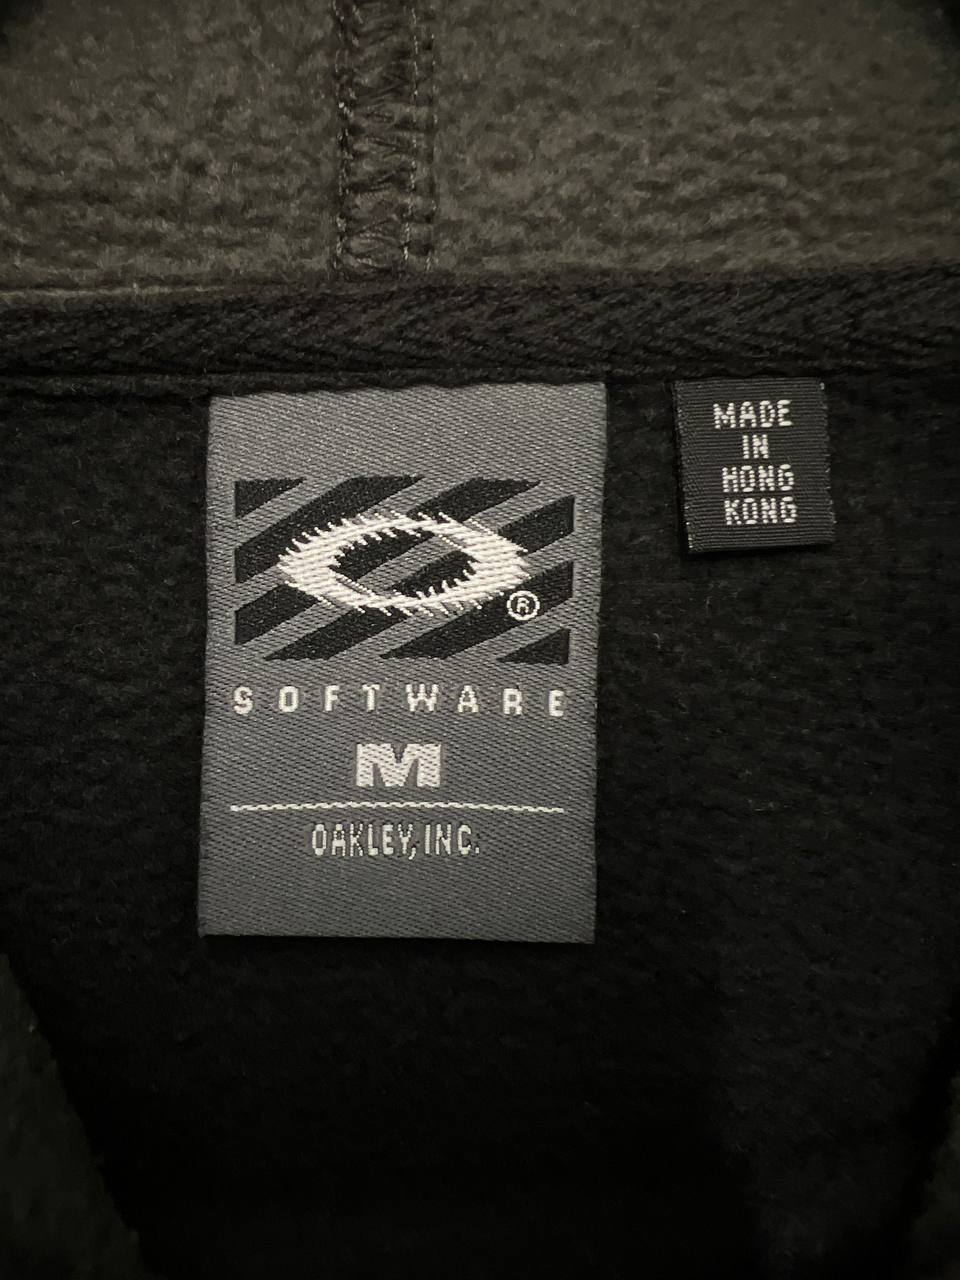 ®
SOFTWARE
M
OAKLEY, INC.
MADE
IN
HONG
KONG